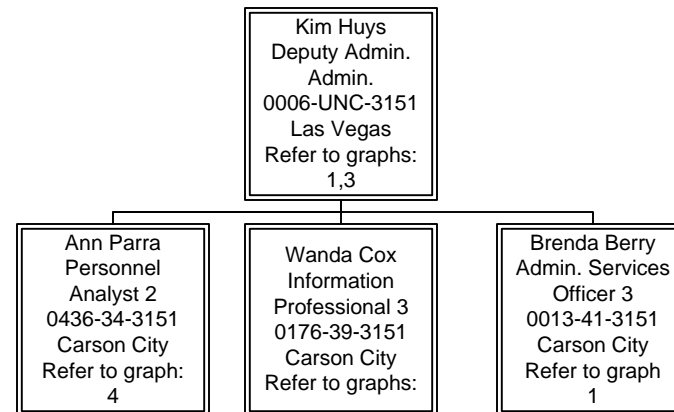 Kim Huys
Deputy Admin.
Admin.
0006-UNC-3151
Las Vegas
Refer to graphs:
1,3
Ann Parra
Personnel
Analyst 2
0436-34-3151
Carson City
Refer to graph:
4
Wanda Cox
Information
Professional 3
0176-39-3151
Carson City
Refer to graphs:
Brenda Berry
Admin. Services
Officer 3
0013-41-3151
Carson City
Refer to graph
1